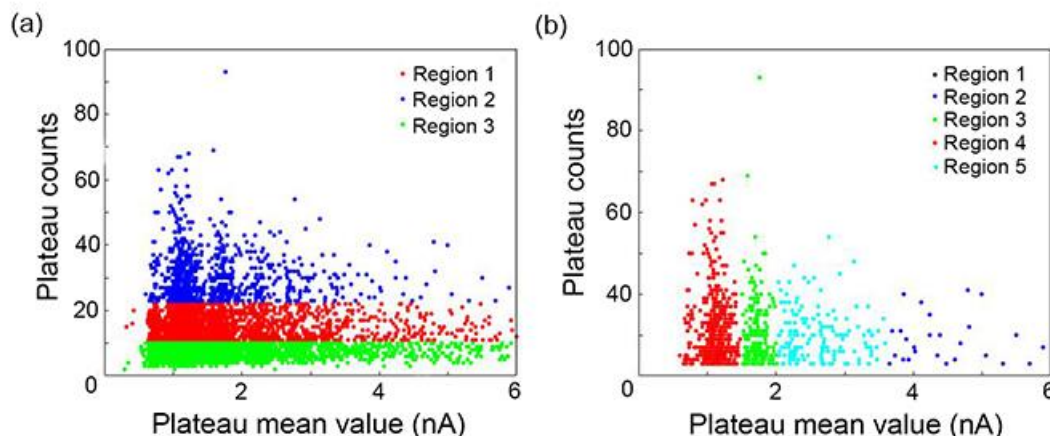 (a)
100
80
60
40
20
0
Plateau counts
Region 1
Region 2
Region 3
2
4
6
Plateau mean value (nA)
(b)
100
80
60
40
0
Plateau counts
Region 1
Region 2
Region 3
Region 4
Region 5
0
2
4
6
Plateau mean value (nA)